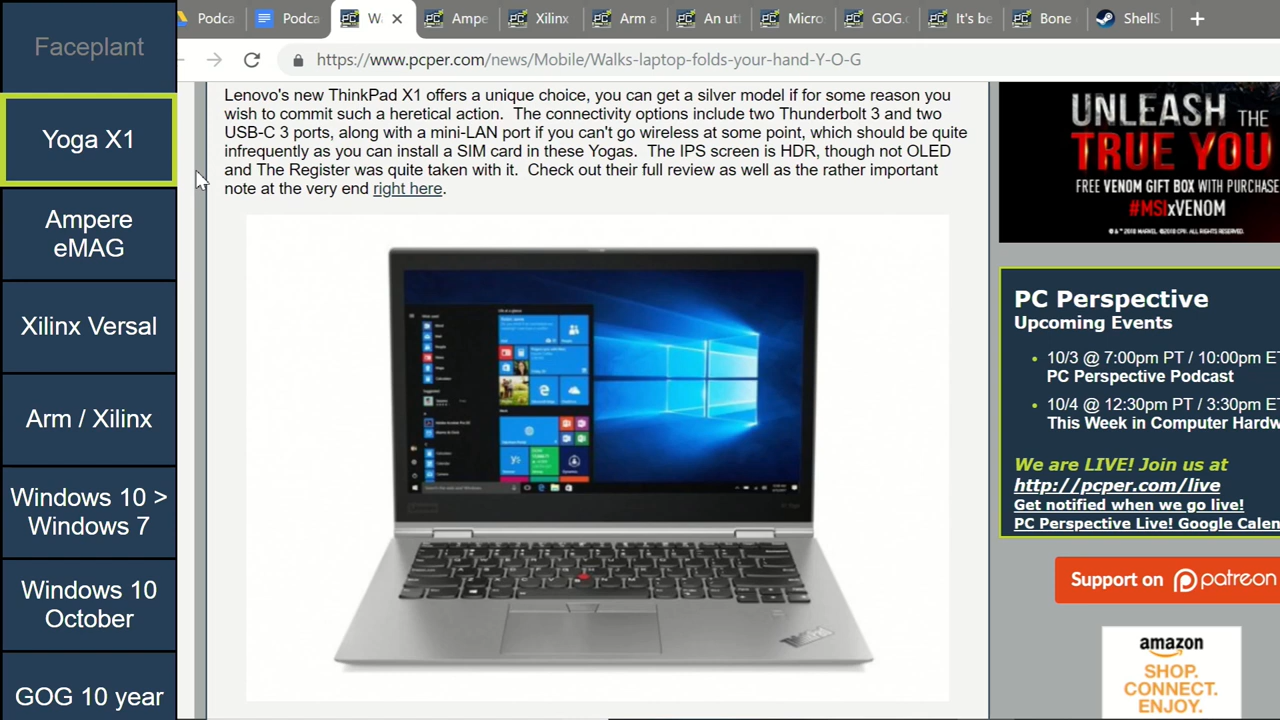 Faceplant
Yoga X1
Ampere
eMAG
Xilinx Versal
Arm / Xilinx
Windows 10 >
Windows 7
Windows 10
October
GOG 10 year
Podca
Podca
Wa
Ampe
Xilinx
Arm a
An utt
Micro
GOG.c
It's be
Bone
ShellS
https://www.pcper.com/news/Mobile/Walks-laptop-folds-your-hand-Y-O-G
Lenovo's new ThinkPad X1 offers a unique choice, you can get a silver model if for some reason you
wish to commit such a heretical action.  The connectivity options include two Thunderbolt 3 and two
USB-C 3 ports, along with a mini-LAN port if you can't go wireless at some point, which should be quite
infrequently as you can install a SIM card in these Yogas.  The IPS screen is HDR, though not OLED
and The Register was quite taken with it.  Check out their full review as well as the rather important
note at the very end right here.
ThinkPad
UNLEASH THE
TRUE YOU
FREE VENOM GIFT BOX WITH PURCHASE
#MSIxVENOM
PC Perspective
Upcoming Events
10/3 @ 7:00pm PT / 10:00pm ET
PC Perspective Podcast
10/4 @ 12:30pm PT / 3:30pm ET
This Week in Computer Hardw
We are LIVE! Join us at
http://pcper.com/live
Get notified when we go live!
PC Perspective Live! Google Calen
Support on patreon
amazon
SHOP.
CONNECT.
ENJOY.